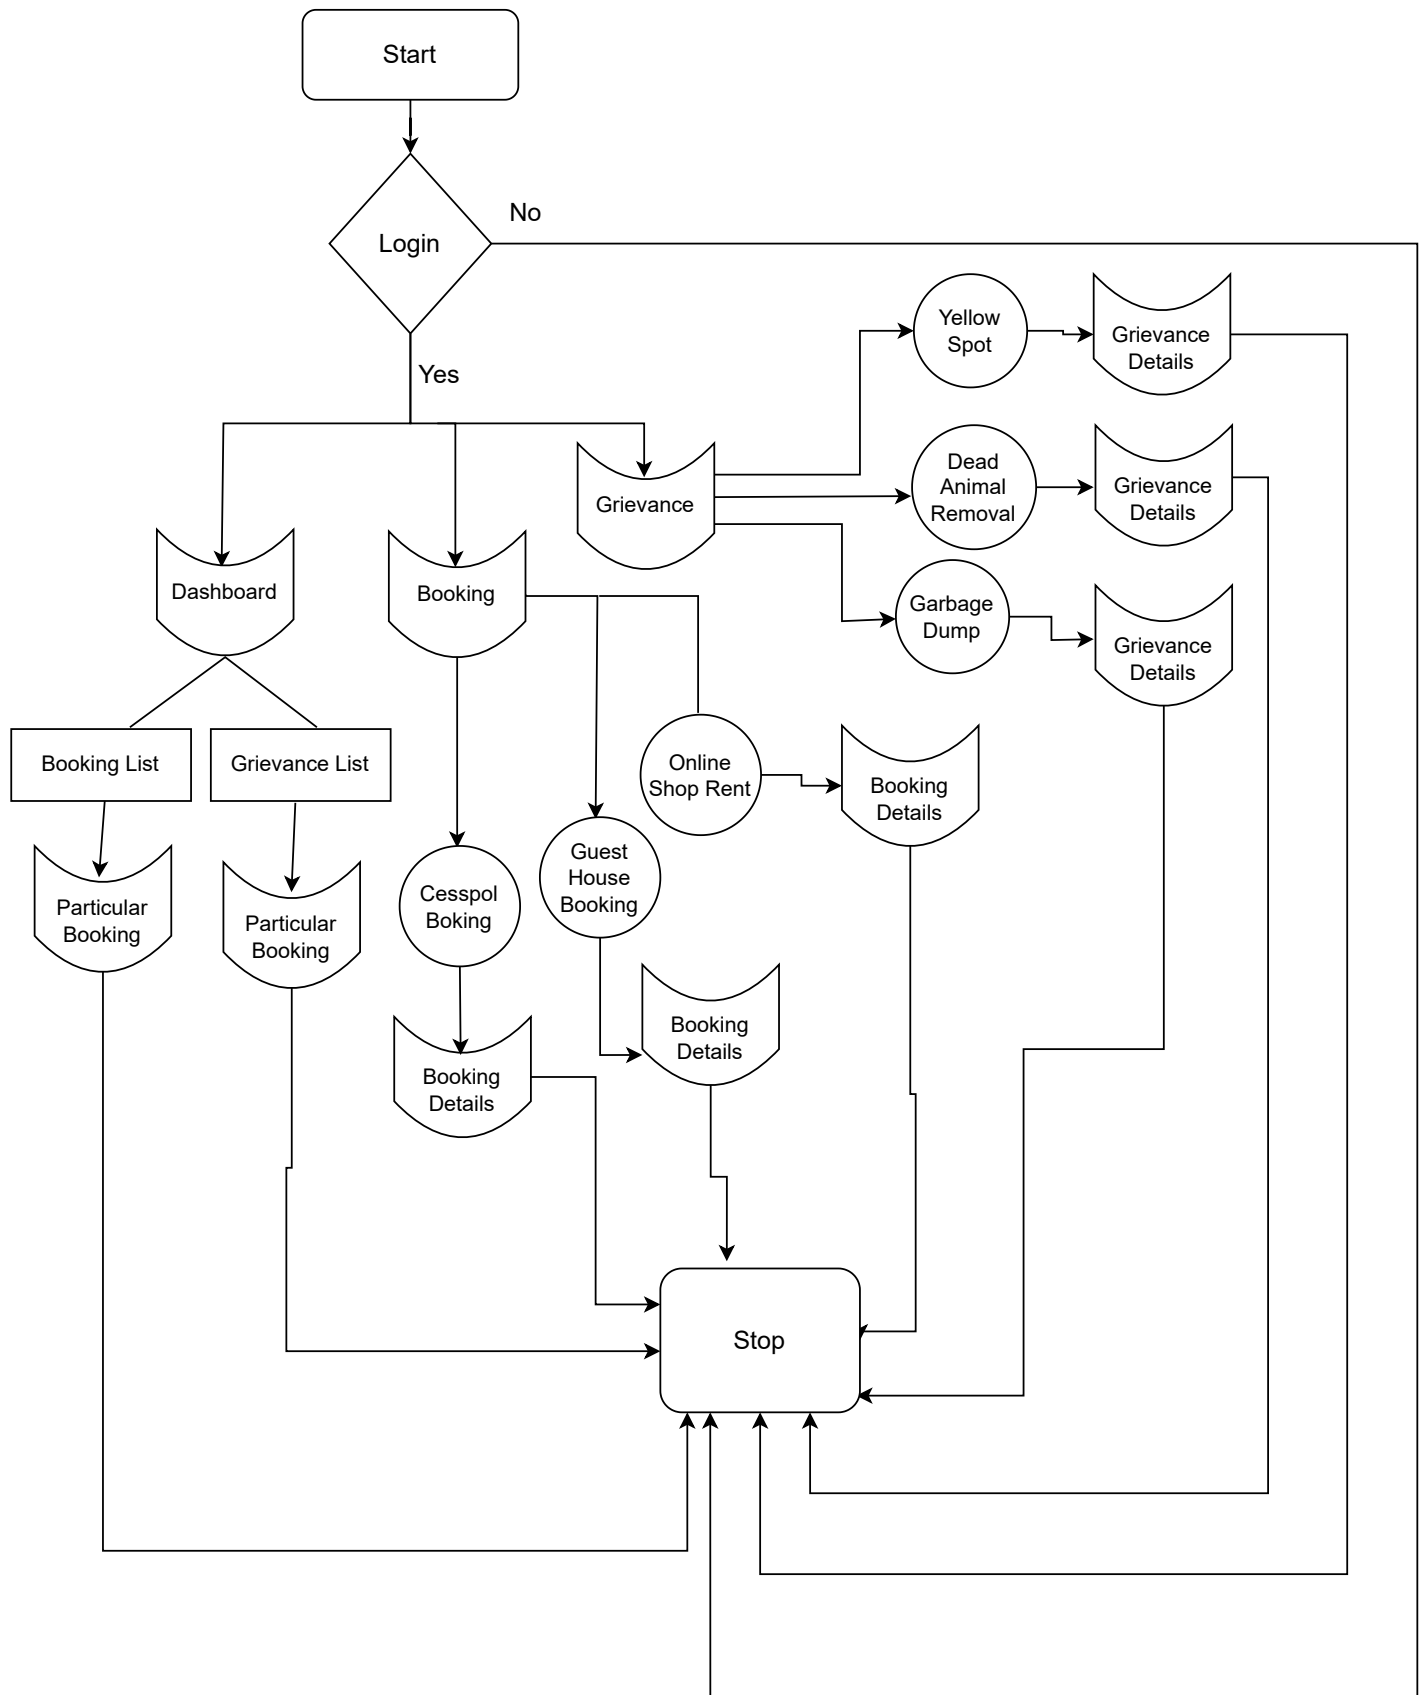 Start
Login
No
Yes
Yellow
Spot
Grievance
Details
Grievance
Dead
Animal
Removal
Grievance
Details
Dashboard
Booking
Garbage
Dump
Grievance
Details
Booking List
Grievance List
Online
Shop Rent
Booking
Details
Particular
Booking
Particular
Booking
Cesspol
Boking
Guest
House
Booking
Booking
Details
Booking
Details
Stop